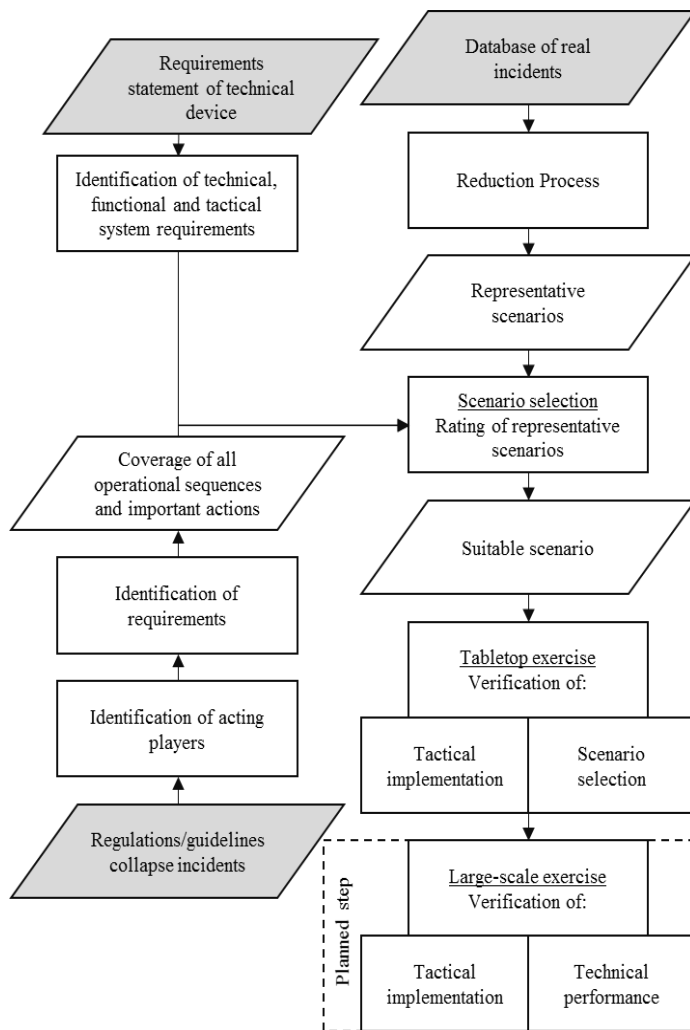 Requirements
statement of technical
device
Identification of technical,
functional and tactical
system requirements
Coverage of all
operational sequences
and important actions
Identification of
requirements
Identification of acting
players
Regulations/guidelines
collapse incidents
Database of real
incidents
Reduction Process
Representative
scenarios
Scenario selection
Rating of representative
scenarios
Suitable scenario
Tabletop exercise
Verification of:
Tactical
implementation
Scenario
selection
Planned step
Large-scale exercise
Verification of:
Tactical
implementation
Technical
performance